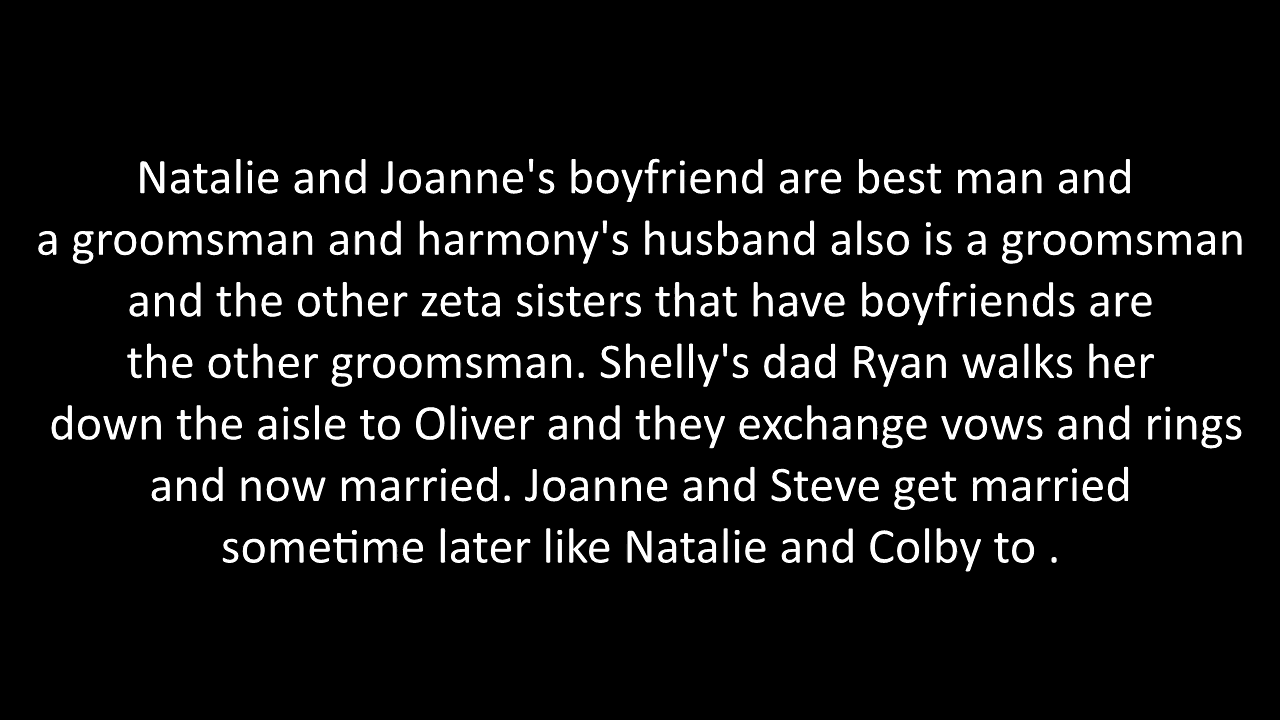 Natalie and Joanne's boyfriend are best man and
a groomsman and harmony's husband also is a groomsman
and the other zeta sisters that have boyfriends are
the other groomsman. Shelly's dad Ryan walks her
down the aisle to Oliver and they exchange vows and rings
and now married. Joanne and Steve get married
sometime later like Natalie and Colby to .